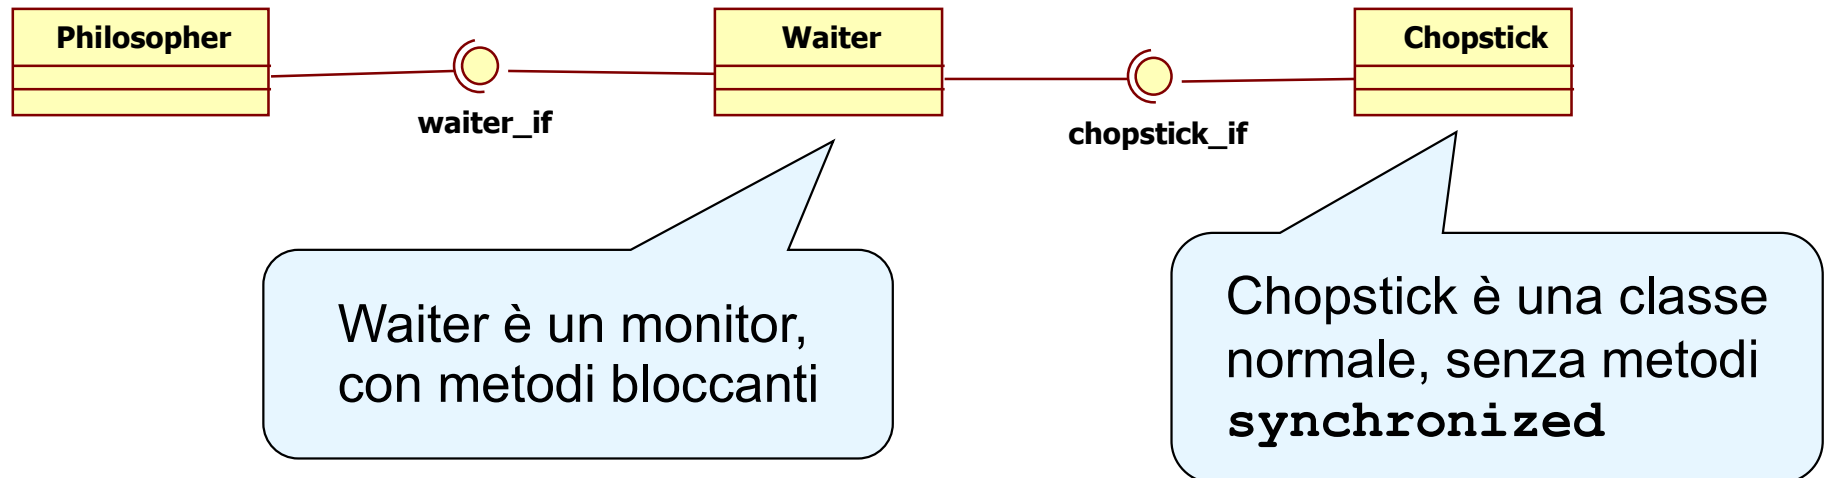 Philosopher
Waiter
Chopstick
waiter_if
chopstick_if
Waiter è un monitor,
con metodi bloccanti
Chopstick è una classe
normale, senza metodi
synchronized